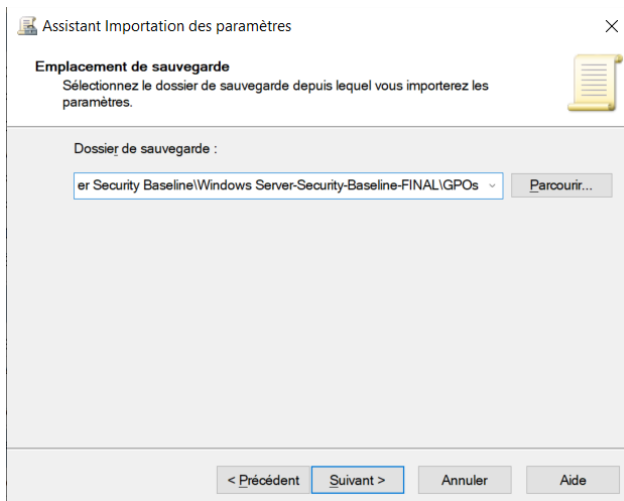 Assistant Importation des paramètres
Emplacement de sauvegarde
Sélectionnez le dossier de sauvegarde depuis lequel vous importerez les
paramètres.
Dossier de sauvegarde :
er Security Baseline\Windows Server-Security-Baseline-FINAL\GPOs
Parcourir...
< Précédent Suivant > Annuler Aide